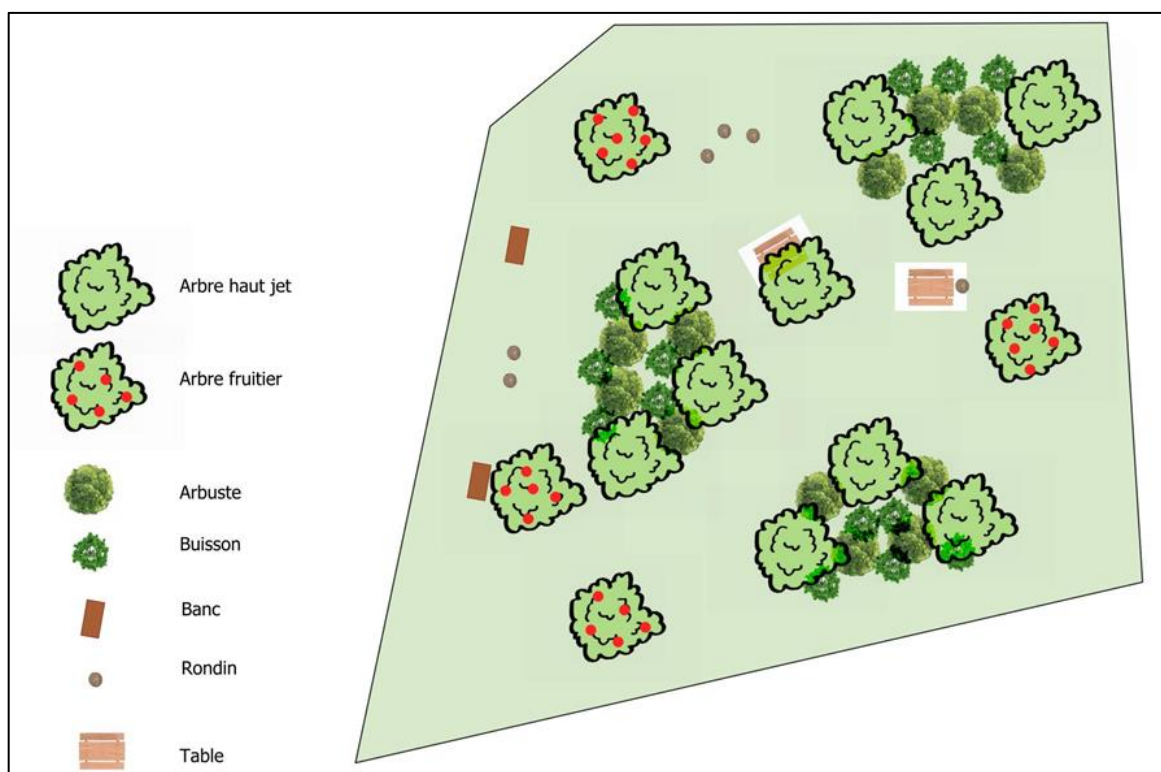 Arbre haut jet
Arbre fruitier
Arbuste
Buisson
Banc
Rondin
Table